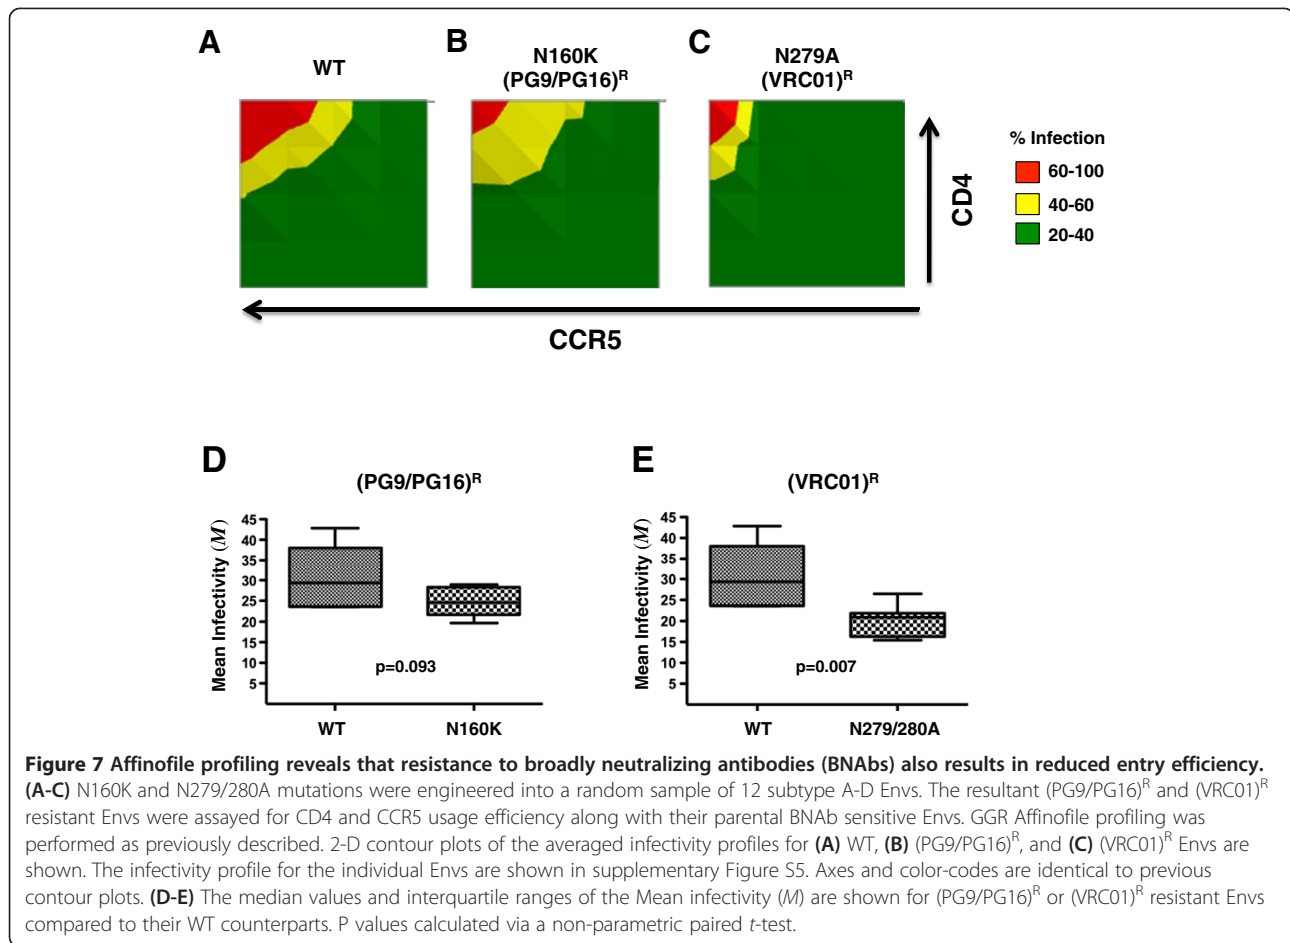 A
B
C
WT
N160K
(PG9/PG16)ᴿ
N279A
(VRC01)ᴿ
% Infection
60-100
40-60
20-40
CD4
CCR5
D
(PG9/PG16)ᴿ
Mean Infectivity (M)
45
40
35
30
25
20
15
10
5
p=0.093
WT
N160K
E
(VRC01)ᴿ
Mean Infectivity (M)
45
40
35
30
25
20
15
10
5
p=0.007
WT
N279/280A
Figure 7 Affinofile profiling reveals that resistance to broadly neutralizing antibodies (BNAbs) also results in reduced entry efficiency.
(A-C) N160K and N279/280A mutations were engineered into a random sample of 12 subtype A-D Envs. The resultant (PG9/PG16)ᴿ and (VRC01)ᴿ
resistant Envs were assayed for CD4 and CCR5 usage efficiency along with their parental BNAb sensitive Envs. GGR Affinofile profiling was
performed as previously described. 2-D contour plots of the averaged infectivity profiles for (A) WT, (B) (PG9/PG16)ᴿ, and (C) (VRC01)ᴿ Envs are
shown. The infectivity profile for the individual Envs are shown in supplementary Figure S5. Axes and color-codes are identical to previous
contour plots. (D-E) The median values and interquartile ranges of the Mean infectivity (M) are shown for (PG9/PG16)ᴿ or (VRC01)ᴿ resistant Envs
compared to their WT counterparts. P values calculated via a non-parametric paired t-test.